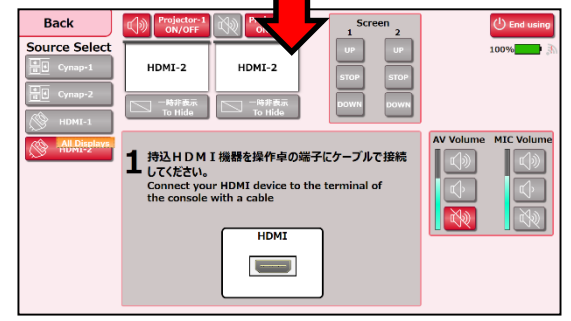 Back
Projector-1
ON/OFF
Screen
1 2
End using
100%
Source Select
Cynap-1
Cynap-2
HDMI-1
All Displays
HDMI-2
HDMI-2
HDMI-2
一時非表示
To Hide
一時非表示
To Hide
UP UP
STOP STOP
DOWN DOWN
1 持込ＨＤＭＩ機器を操作卓の端子にケーブルで接続
してください。
Connect your HDMI device to the terminal of
the console with a cable
HDMI
AV Volume MIC Volume